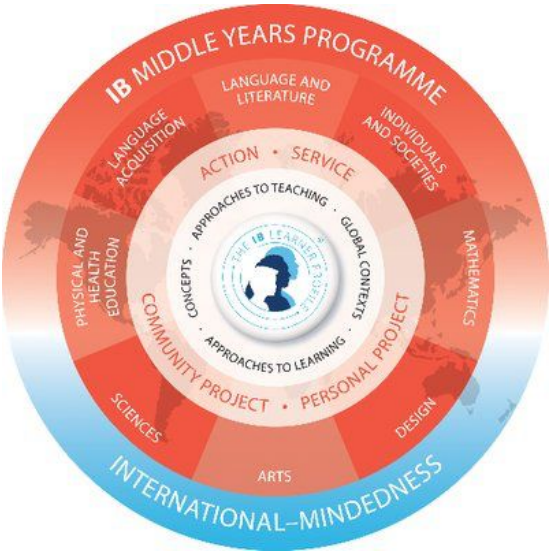 IB MIDDLE YEARS PROGRAMME
LANGUAGE AND
LITERATURE
INDIVIDUALS
AND SOCIETIES
MATHEMATICS
DESIGN
ARTS
SCIENCES
PHYSICAL AND
HEALTH
EDUCATION
LANGUAGE
ACQUISITION
ACTION • SERVICE
PERSONAL PROJECT
COMMUNITY PROJECT •
APPROACHES TO TEACHING •
GLOBAL CONTEXTS •
APPROACHES TO LEARNING •
CONCEPTS •
THE IB LEARNER PROFILE
INTERNATIONAL–MINDEDNESS